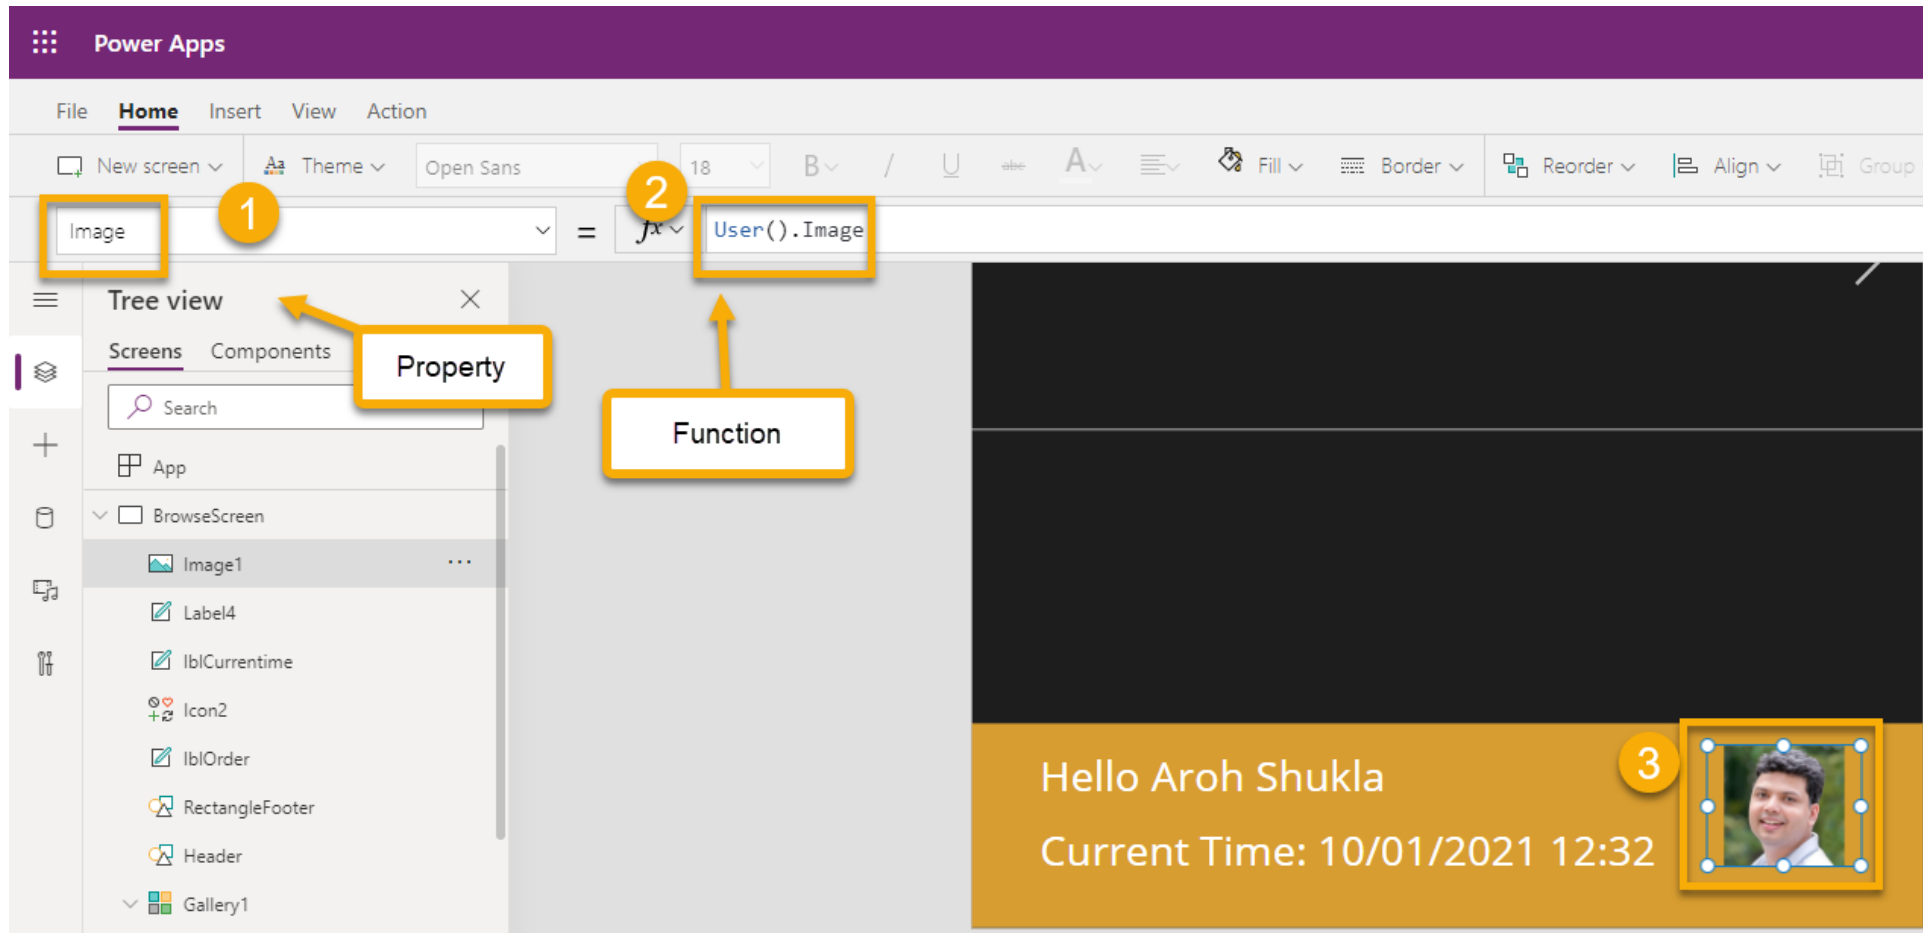 Power Apps
File Home Insert View Action
New screen Aa Theme Open Sans 18 B / U abc A Fill Border Reorder Align Group
1
2
Image = fx User().Image
Tree view
Screens Components
Property
Search
Function
App
BrowseScreen
Image1 ...
Label4
lblCurrentime
Icon2
lblOrder
RectangleFooter
Header
Gallery1
Hello Aroh Shukla
3
Current Time: 10/01/2021 12:32